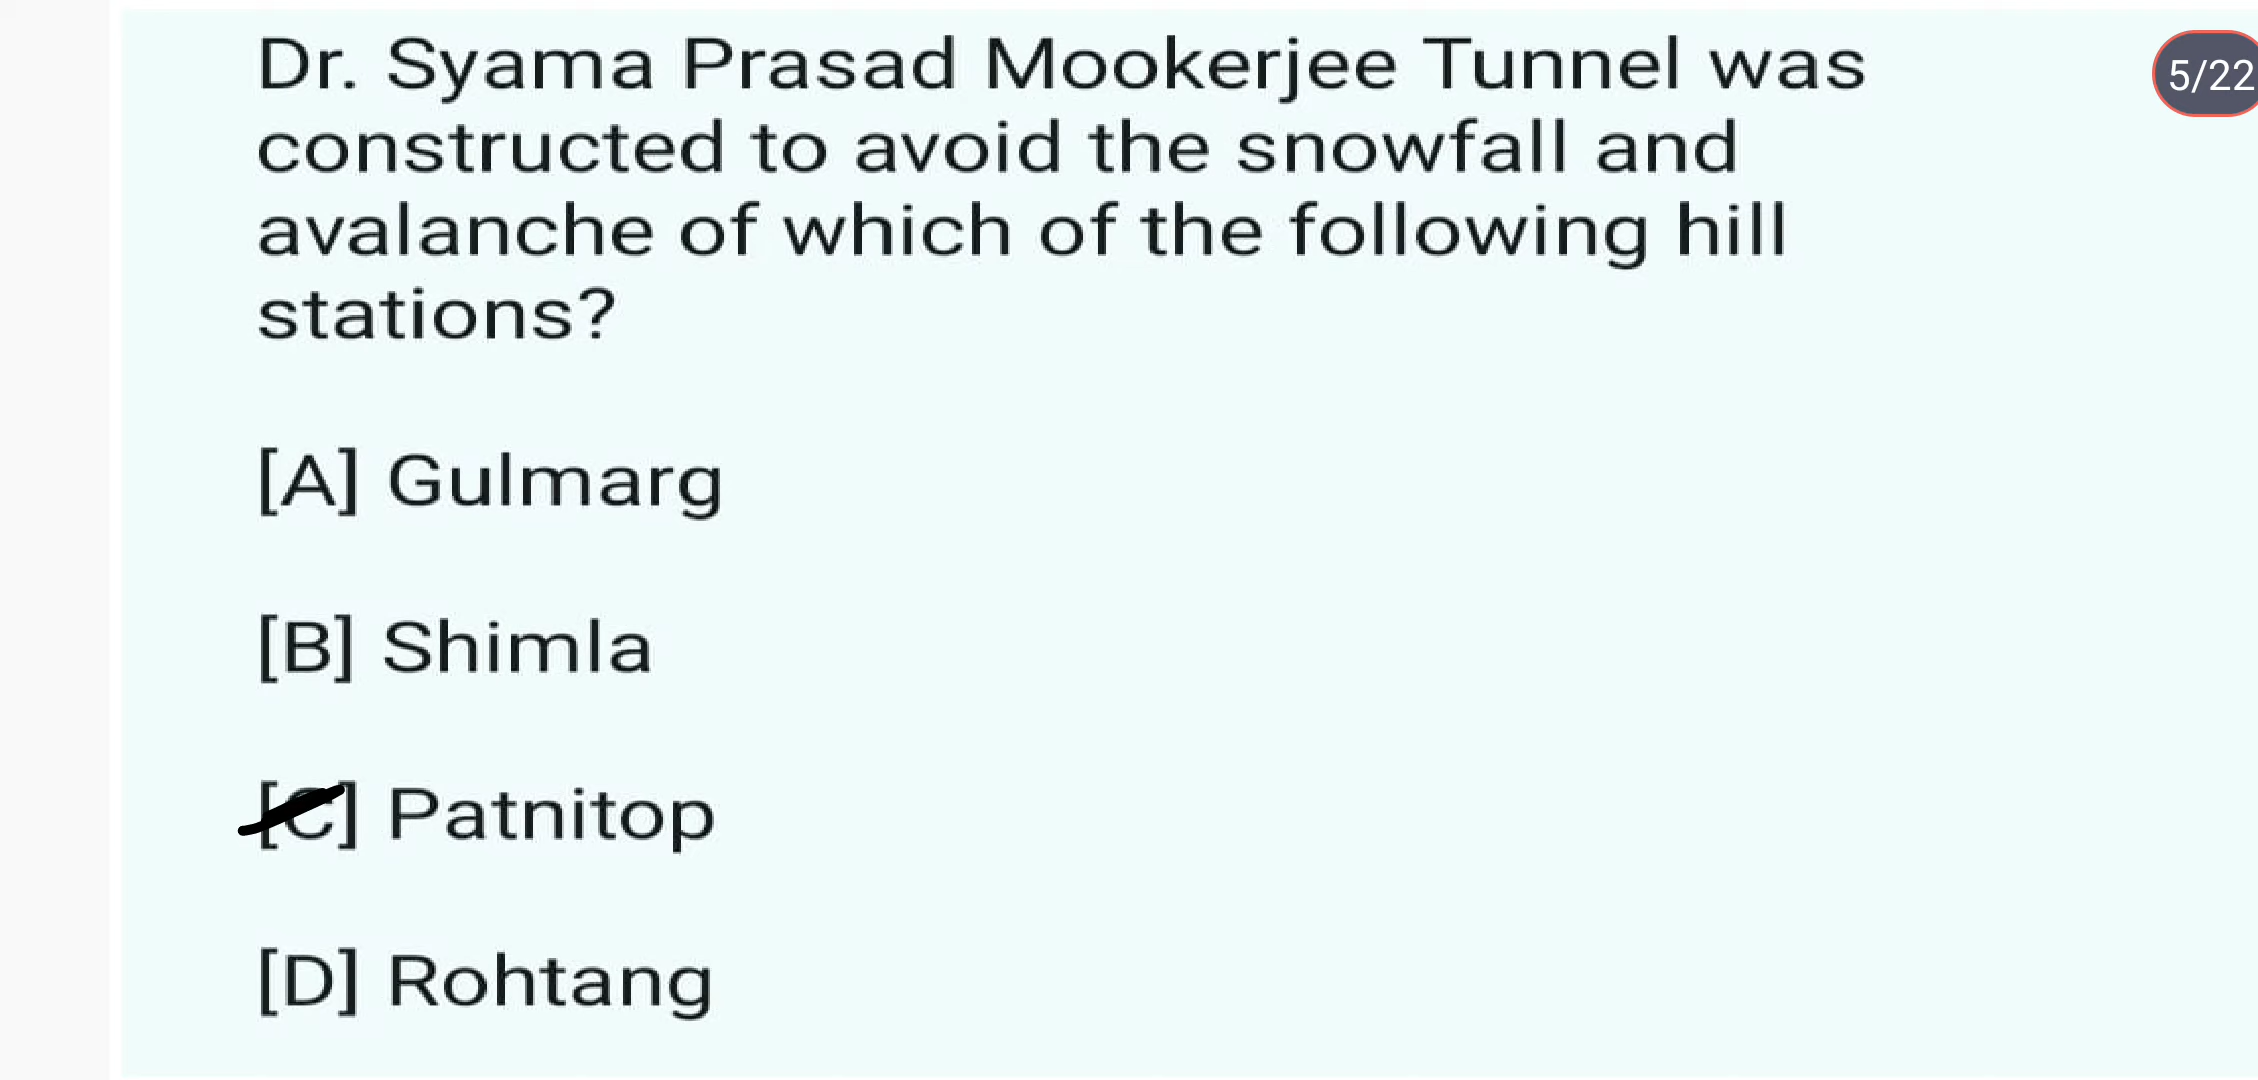 Dr. Syama Prasad Mookerjee Tunnel was
5/22
constructed to avoid the snowfall and
avalanche of which of the following hill
stations?
[A] Gulmarg
[B] Shimla
[C] Patnitop
[D] Rohtang